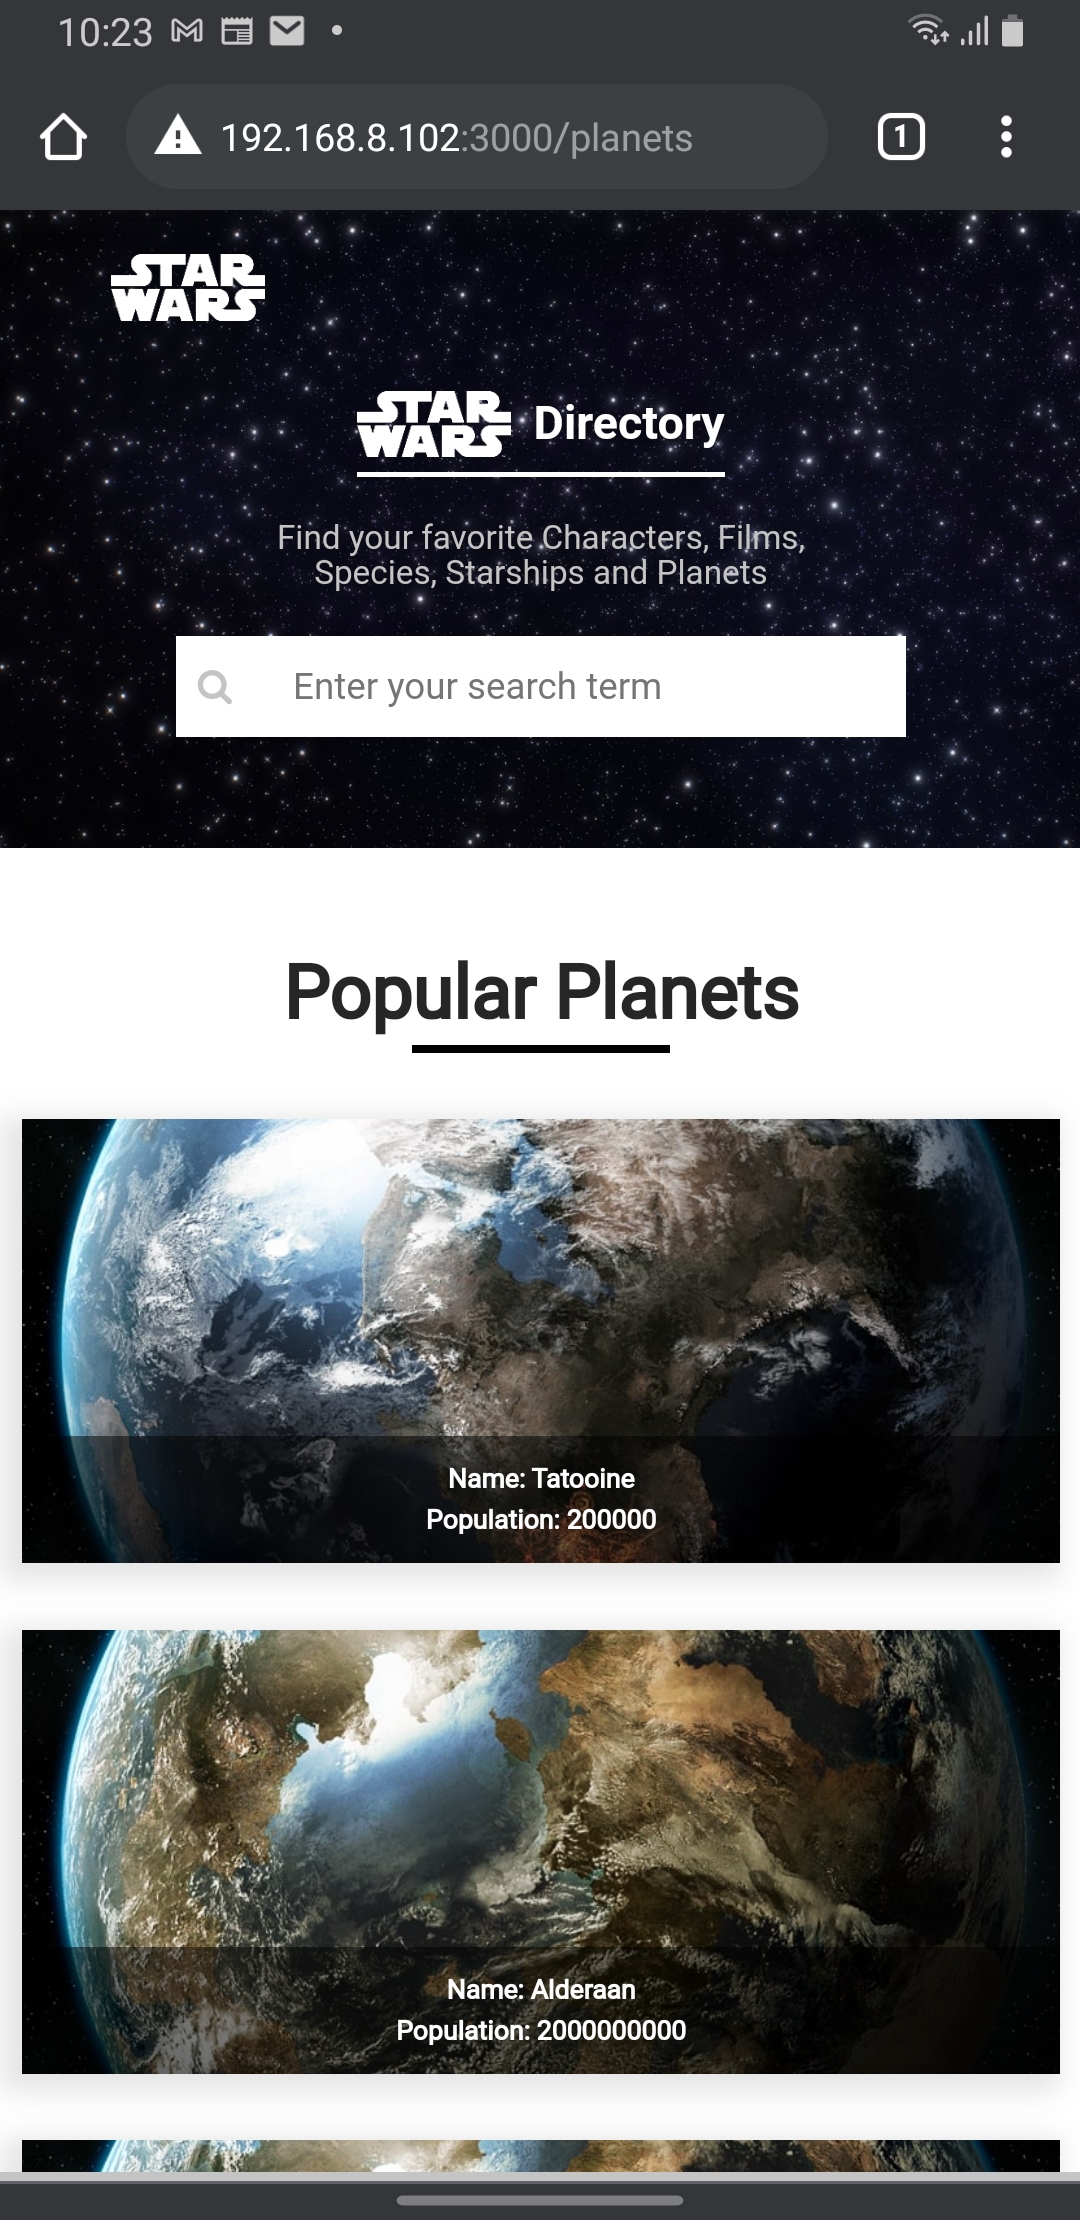 10:23
192.168.8.102:3000/planets
1
STAR
WARS
STAR
WARS
Directory
Find your favorite Characters, Films,
Species, Starships and Planets
Enter your search term
Popular Planets
Name: Tatooine
Population: 200000
Name: Alderaan
Population: 2000000000